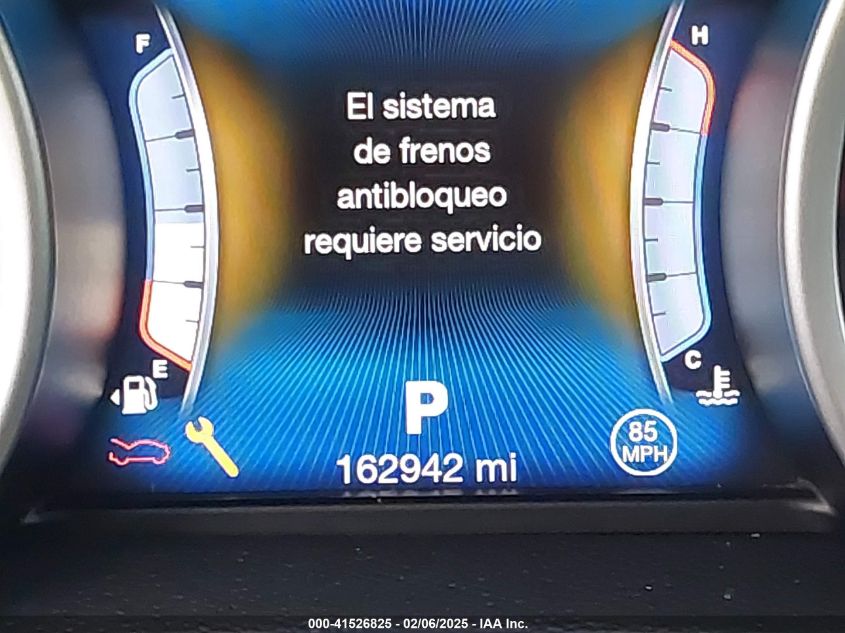 F
H
El sistema
de frenos
antibloqueo
requiere servicio
E
C
P
85
MPH
162942 mi
000-41526825 - 02/06/2025 - IAA Inc.